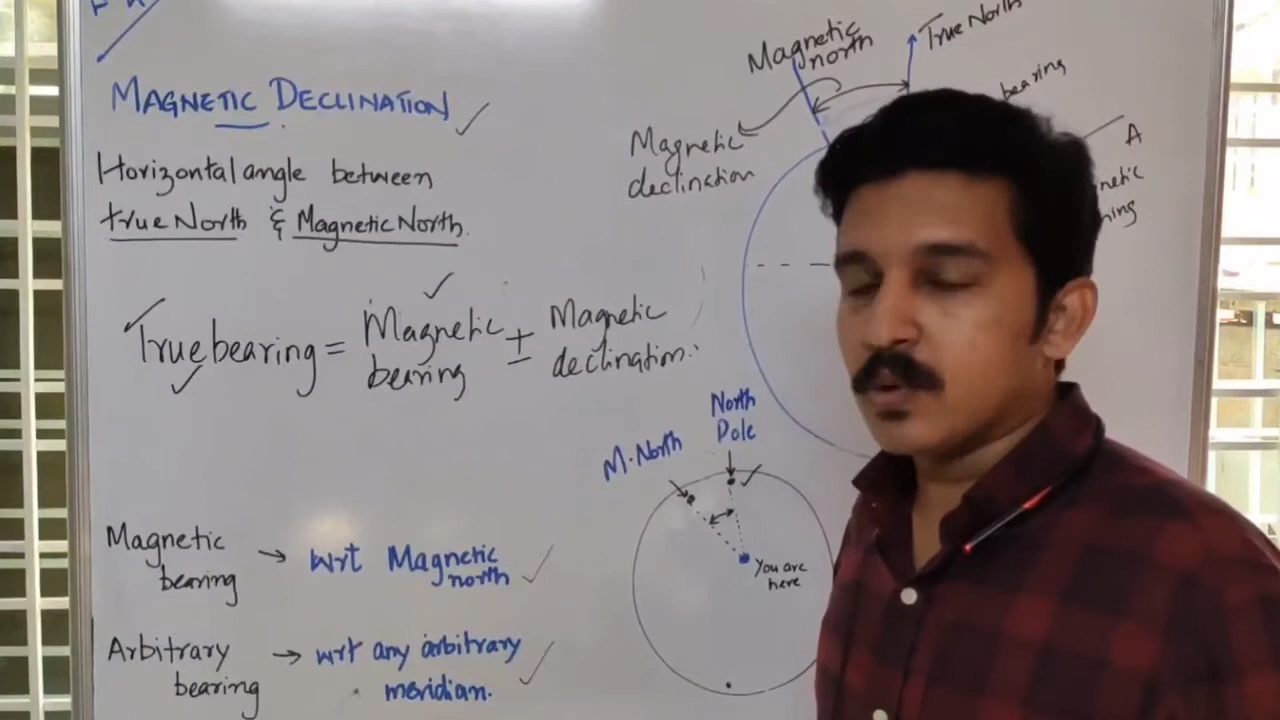 MAGNETIC DECLINATION
Horizontal angle between
true North & Magnetic North.
True bearing = Magnetic bearing ± Magnetic declination.
Magnetic
bearing → wrt Magnetic
north
Arbitrary
bearing → wrt any arbitrary
meridian.
Magnetic
north
True North
bearing
A
Magnetic
declination
M. North
North
Pole
You are
here